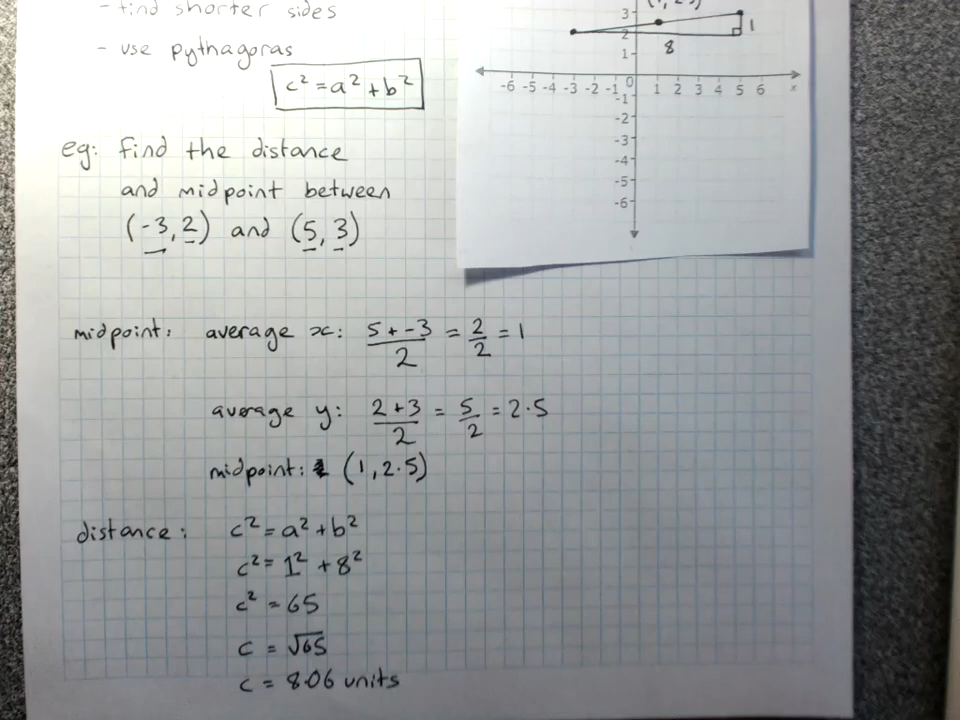 - find shorter sides
- use pythagoras
c² = a² + b²
eg: find the distance
and midpoint between
(-3, 2) and (5, 3)
midpoint: average x: 5 + -3 / 2 = 2/2 = 1
average y: 2 + 3 / 2 = 5/2 = 2.5
midpoint: (1, 2.5)
distance: c² = a² + b²
c² = 1² + 8²
c² = 65
c = √65
c = 8.06 units
3
2
1
1
8
-6 -5 -4 -3 -2 -1 0 1 2 3 4 5 6 x
-1
-2
-3
-4
-5
-6